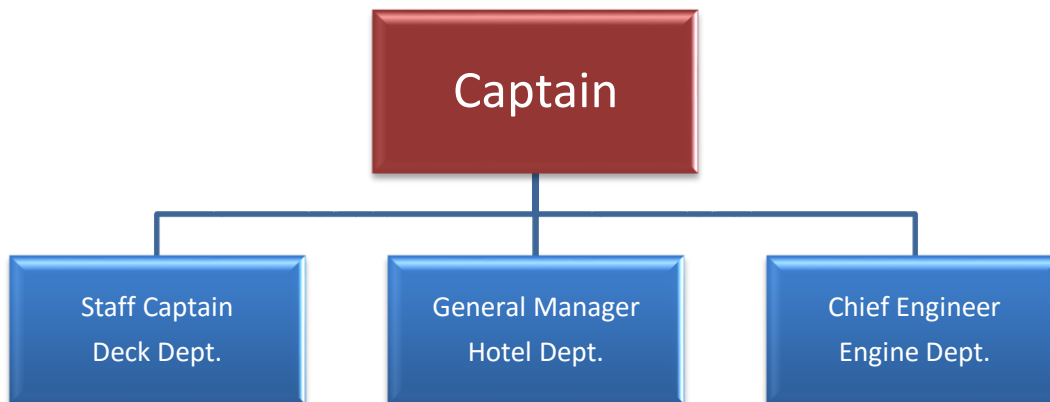 Captain
Staff Captain
Deck Dept.
General Manager
Hotel Dept.
Chief Engineer
Engine Dept.